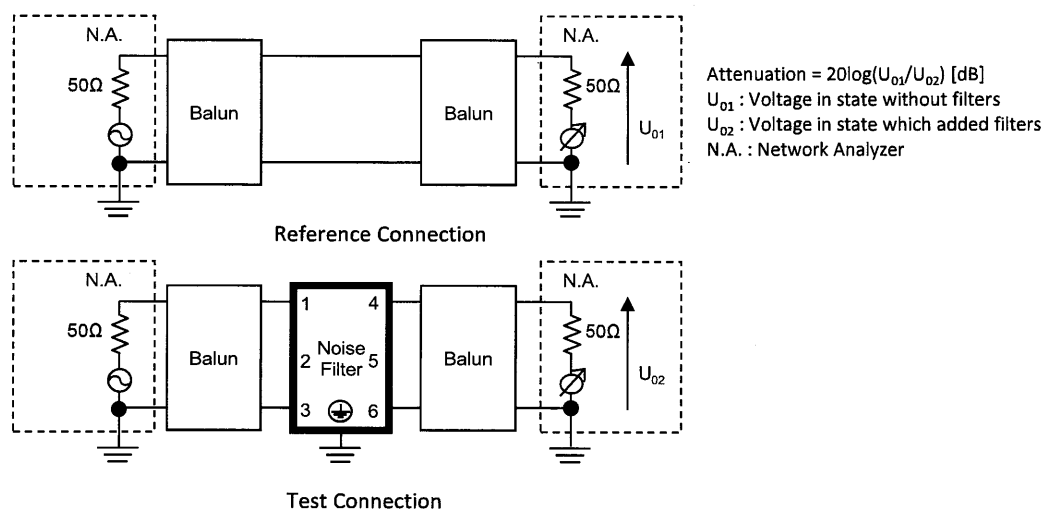 N.A.
N.A.
50Ω
Balun
Balun
50Ω
U01
Attenuation = 20log(U01/U02) [dB]
U01 : Voltage in state without filters
U02 : Voltage in state which added filters
N.A. : Network Analyzer
Reference Connection
N.A.
N.A.
50Ω
Balun
1 4
2 Noise Filter 5
3 6
Balun
50Ω
U02
Test Connection